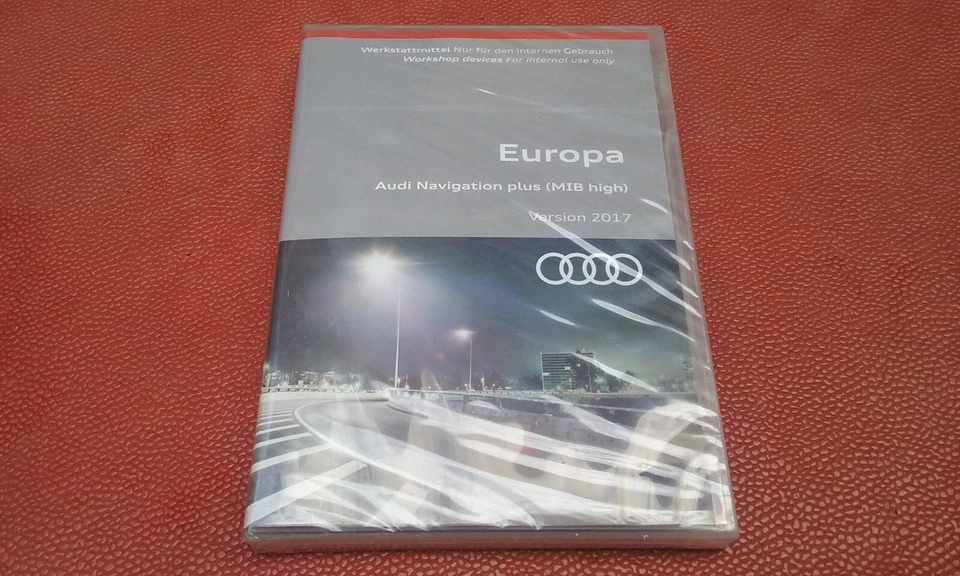 Werkstattmittel Nur für den internen Gebrauch
Workshop devices For internal use only
Europa
Audi Navigation plus (MIB high)
Version 2017